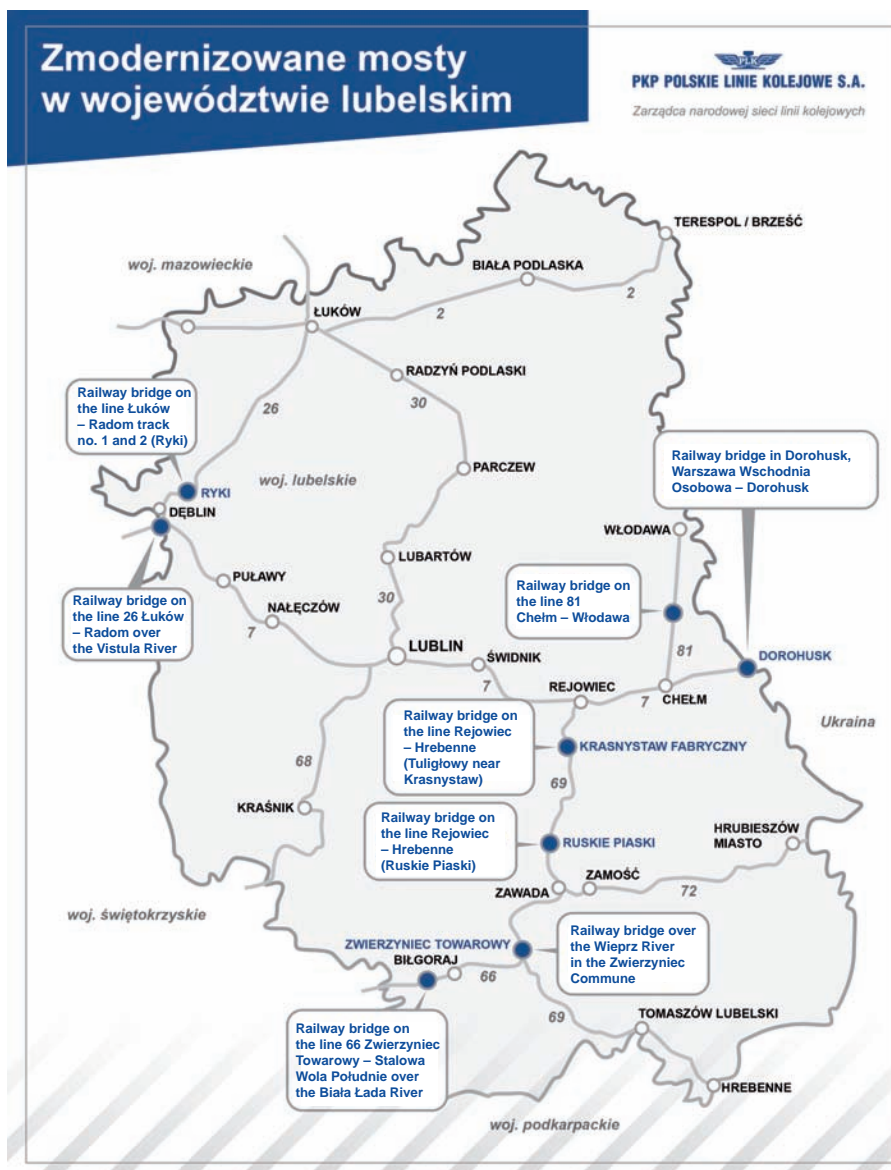 Zmodernizowane mosty
w województwie lubelskim
PLK
PKP POLSKIE LINIE KOLEJOWE S.A.
Zarządca narodowej sieci linii kolejowych
TERESPOL / BRZEŚĆ
woj. mazowieckie
BIAŁA PODLASKA
2
2
ŁUKÓW
RADZYŃ PODLASKI
Railway bridge on
the line Łuków
– Radom track
no. 1 and 2 (Ryki)
26
30
Railway bridge in Dorohusk,
Warszawa Wschodnia
Osobowa – Dorohusk
PARCZEW
woj. lubelskie
RYKI
DĘBLIN
WŁODAWA
LUBARTÓW
PUŁAWY
Railway bridge on
the line 81
Chełm – Włodawa
Railway bridge on
the line 26 Łuków
– Radom over
the Vistula River
30
NAŁĘCZÓW
7
LUBLIN
81
DOROHUSK
ŚWIDNIK
7
REJOWIEC
7
CHEŁM
Ukraina
Railway bridge on
the line Rejowiec
– Hrebenne
(Tuligłowy near
Krasnystaw)
KRASNYSTAW FABRYCZNY
68
69
KRAŚNIK
Railway bridge on
the line Rejowiec
– Hrebenne
(Ruskie Piaski)
RUSKIE PIASKI
HRUBIESZÓW
MIASTO
ZAWADA
ZAMOŚĆ
72
woj. świętokrzyskie
Railway bridge over
the Wieprz River
in the Zwierzyniec
Commune
ZWIERZYNIEC TOWAROWY
BIŁGORAJ
66
69
TOMASZÓW LUBELSKI
Railway bridge on
the line 66 Zwierzyniec
Towarowy – Stalowa
Wola Południe over
the Biała Łada River
HREBENNE
woj. podkarpackie